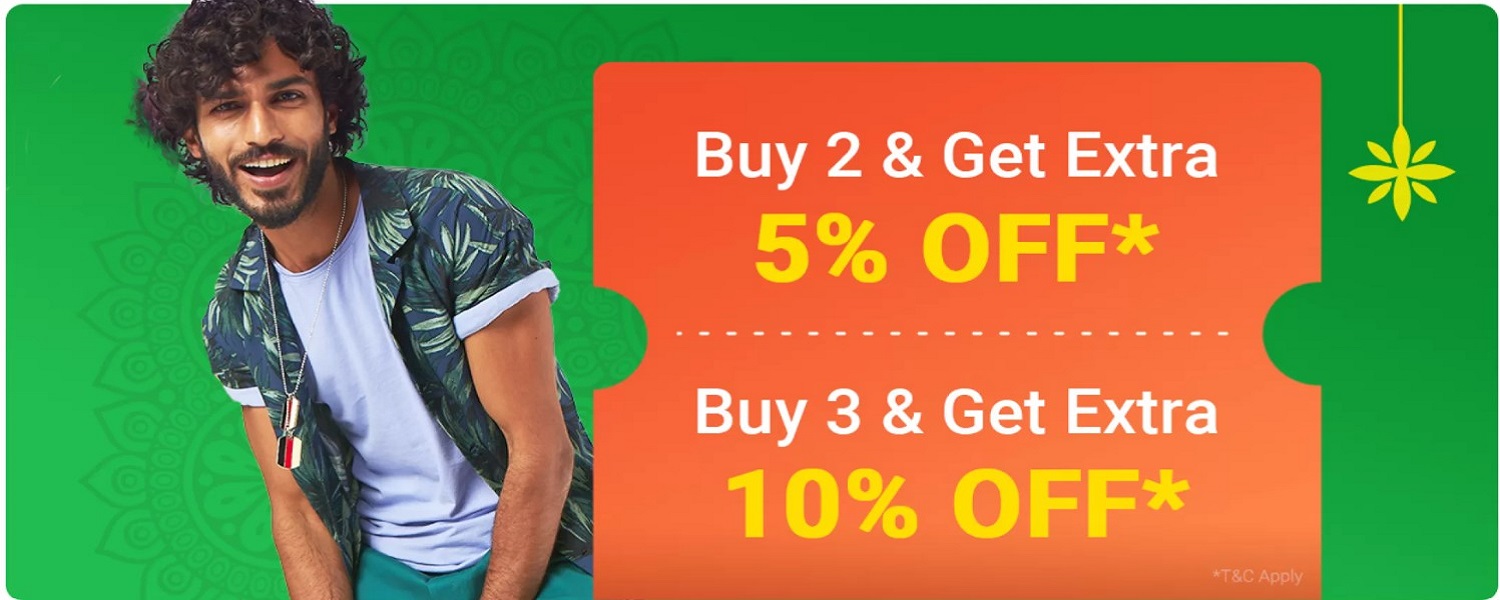 Buy 2 & Get Extra
5% OFF*
Buy 3 & Get Extra
10% OFF*
*T&C Apply